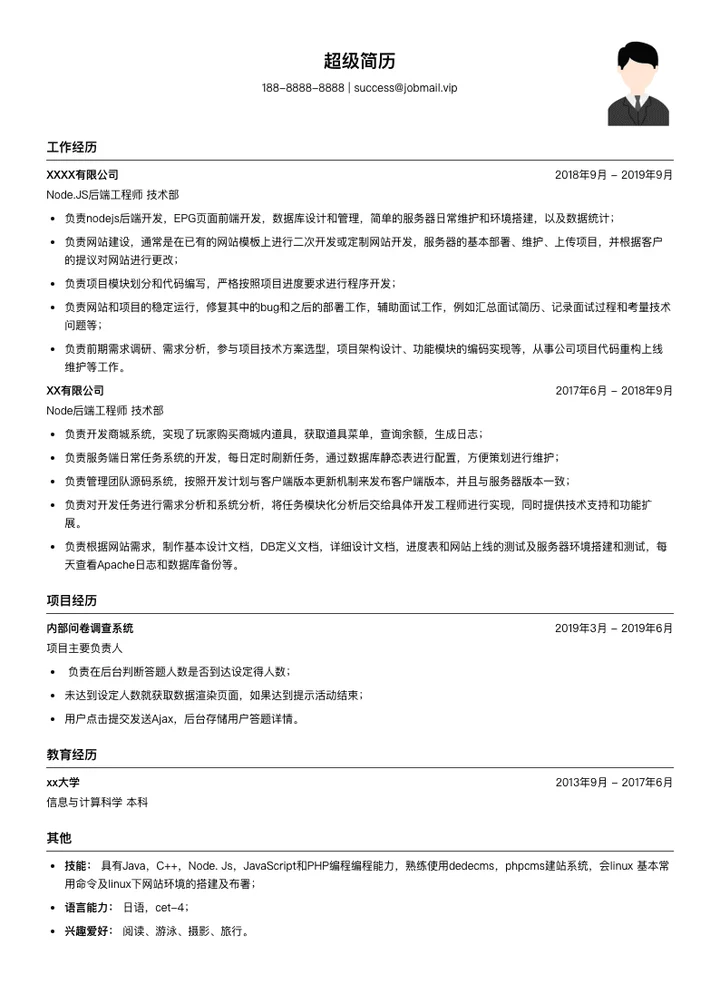 超级简历
188-8888-8888 | success@jobmail.vip
工作经历
XXXX有限公司 2018年9月 - 2019年9月
Node.JS后端工程师 技术部
• 负责nodejs后端开发，EPG页面前端开发，数据库设计和管理，简单的服务器日常维护和环境搭建，以及数据统计；
• 负责网站建设，通常是在已有的网站模板上进行二次开发或定制网站开发，服务器的基本部署、维护、上传项目，并根据客户
的提议对网站进行更改；
• 负责项目模块划分和代码编写，严格按照项目进度要求进行程序开发；
• 负责网站和项目的稳定运行，修复其中的bug和之后的部署工作，辅助面试工作，例如汇总面试简历、记录面试过程和考量技术
问题等；
• 负责前期需求调研、需求分析，参与项目技术方案选型，项目架构设计、功能模块的编码实现等，从事公司项目代码重构上线
维护等工作。
XX有限公司 2017年6月 - 2018年9月
Node后端工程师 技术部
• 负责开发商城系统，实现了玩家购买商城内道具，获取道具菜单，查询余额，生成日志；
• 负责服务端日常任务系统的开发，每日定时刷新任务，通过数据库静态表进行配置，方便策划进行维护；
• 负责管理团队源码系统，按照开发计划与客户端版本更新机制来发布客户端版本，并且与服务器版本一致；
• 负责对开发任务进行需求分析和系统分析，将任务模块化分析后交给具体开发工程师进行实现，同时提供技术支持和功能扩
展。
• 负责根据网站需求，制作基本设计文档，DB定义文档，详细设计文档，进度表和网站上线的测试及服务器环境搭建和测试，每
天查看Apache日志和数据库备份等。
项目经历
内部问卷调查系统 2019年3月 - 2019年6月
项目主要负责人
• 负责在后台判断答题人数是否到达设定得人数；
• 未达到设定人数就获取数据渲染页面，如果达到提示活动结束；
• 用户点击提交发送Ajax，后台存储用户答题详情。
教育经历
xx大学 2013年9月 - 2017年6月
信息与计算科学 本科
其他
• 技能： 具有Java，C++，Node. Js，JavaScript和PHP编程编程能力，熟练使用dedecms，phpcms建站系统，会linux 基本常
用命令及linux下网站环境的搭建及布署；
• 语言能力： 日语，cet-4；
• 兴趣爱好： 阅读、游泳、摄影、旅行。